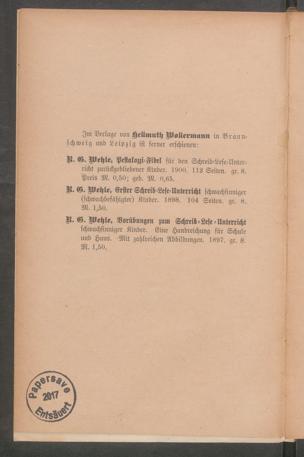 Im Verlage von Hellmuth Wollermann in Braun-
schweig und Leipzig ist ferner erschienen:
R. G. Wehle, Pestalozzi-Fibel für den Schreib-Lese-Unter-
richt zurückgebliebener Kinder. 1900. 112 Seiten. gr. 8.
Preis M. 0,50; geb. M. 0,65.
R. G. Wehle, Erster Schreib-Lese-Unterricht schwachsinniger
(schwachbefähigter) Kinder. 1898. 104 Seiten. gr. 8.
M. 1,50.
R. G. Wehle, Vorübungen zum Schreib-Lese-Unterricht
schwachsinniger Kinder. Eine Handreichung für Schule
und Haus. Mit zahlreichen Abbildungen. 1897. gr. 8.
M. 1,50.
Papersave
2017
Entsäuert